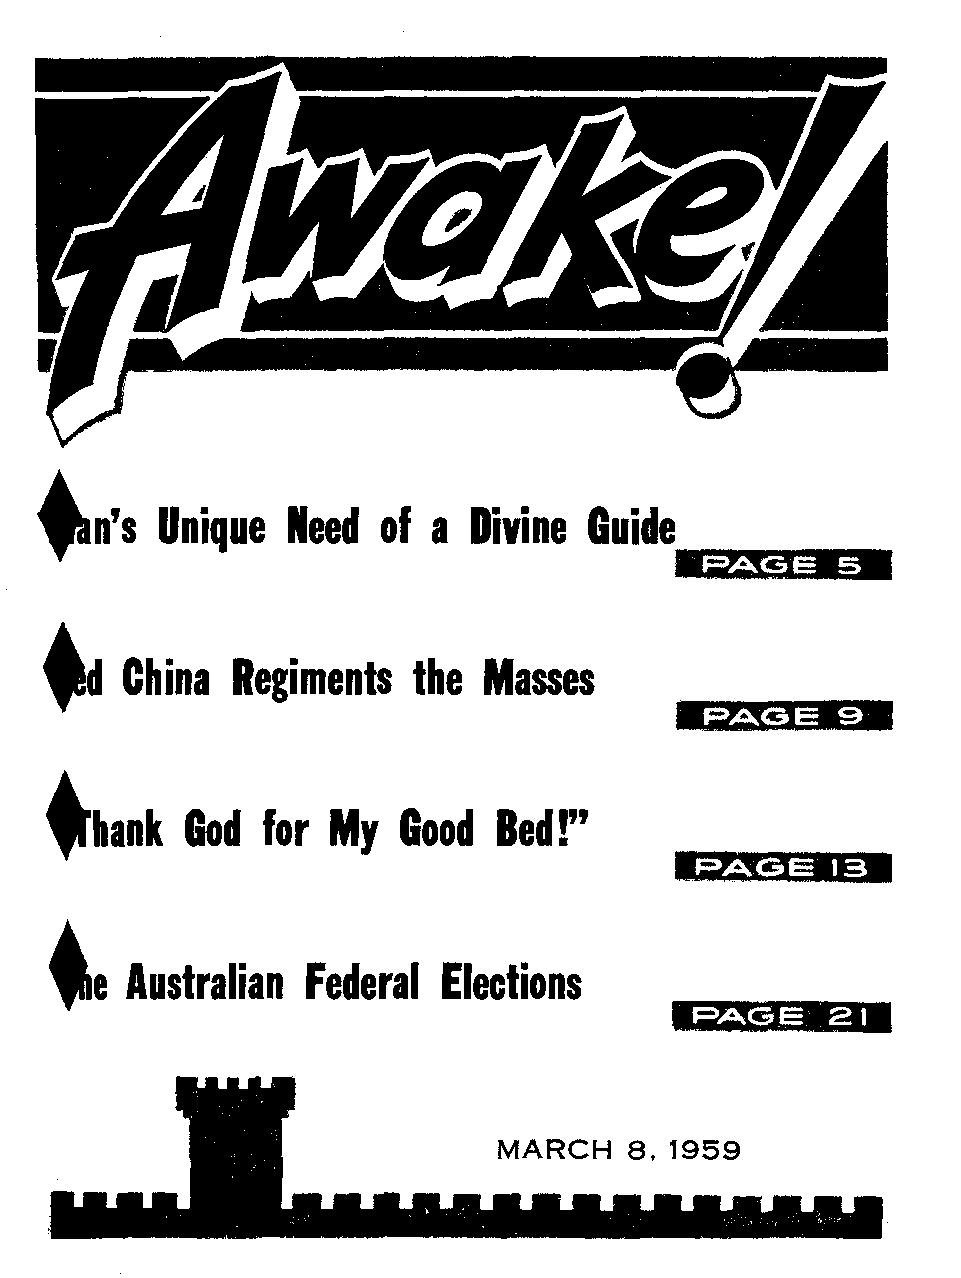 Awake!
an's Unique Need of a Divine Guide
PAGE 5
ed China Regiments the Masses
PAGE 9
Thank God for My Good Bed!”
PAGE 13
he Australian Federal Elections
PAGE 21
MARCH 8, 1959